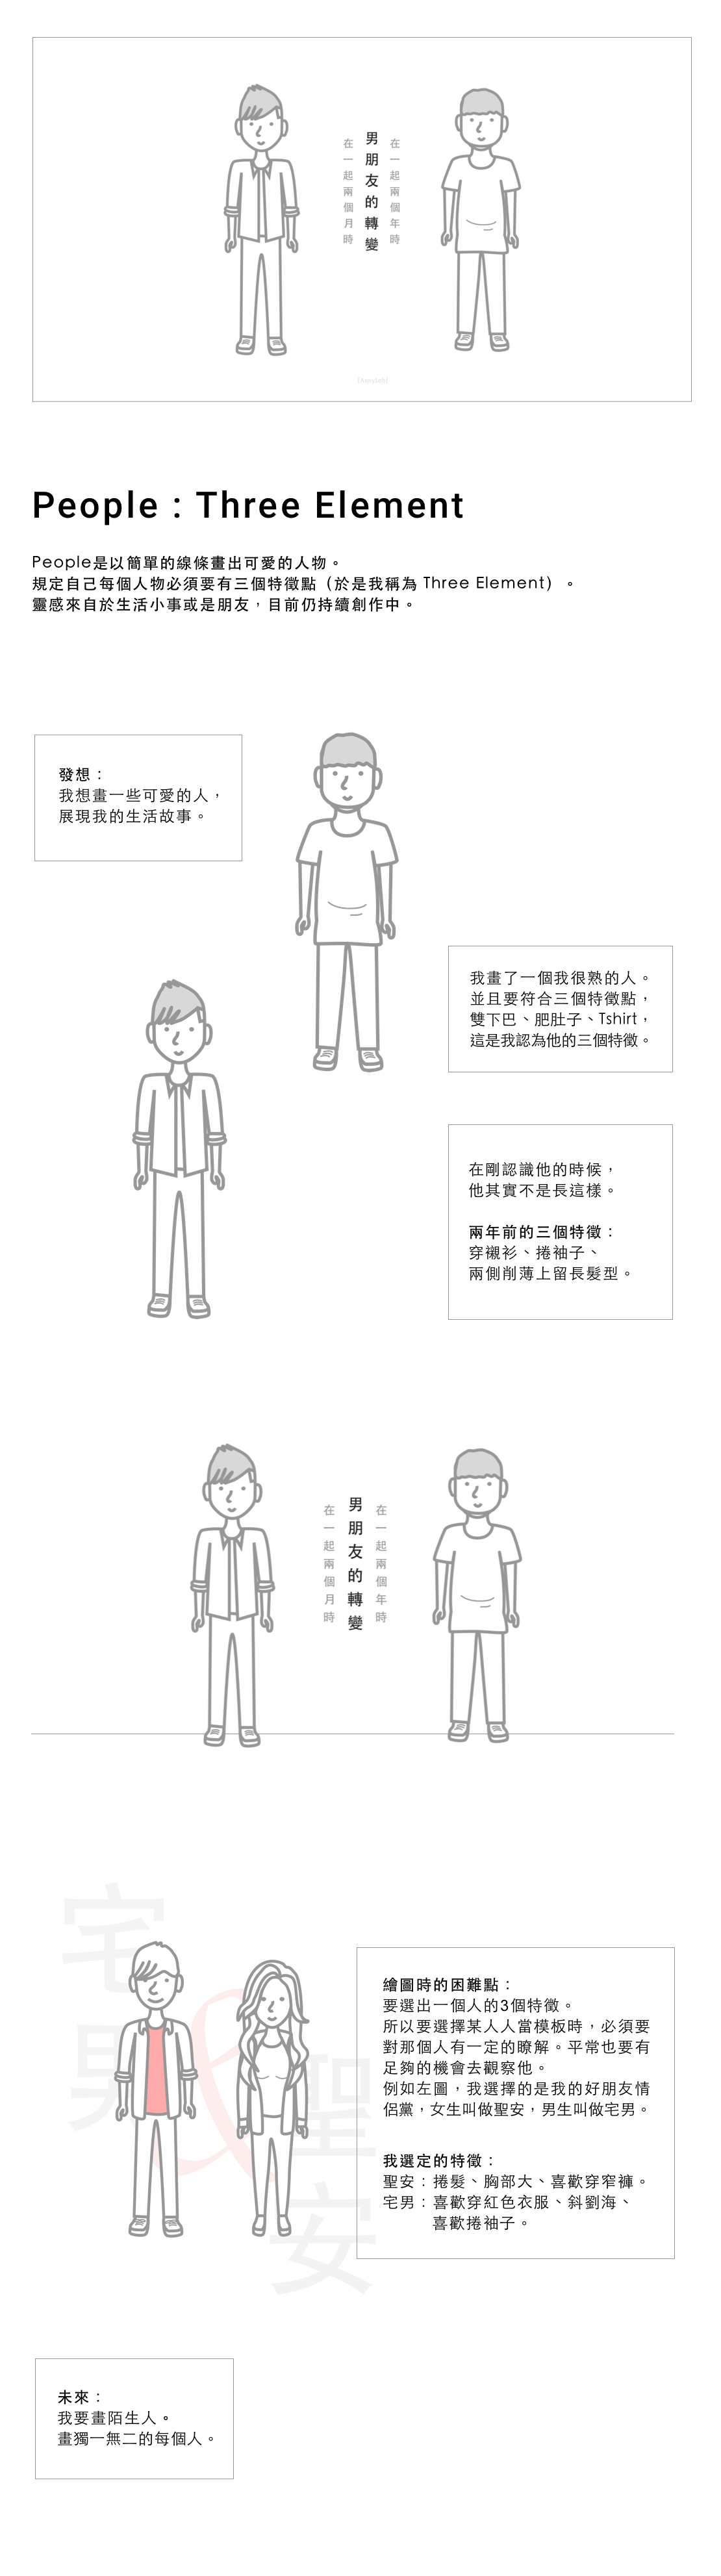 在一起兩個月時
男朋友的轉變
在一起兩個年時
People : Three Element
People是以簡單的線條畫出可愛的人物。
規定自己每個人物必須要有三個特徵點（於是我稱為 Three Element）。
靈感來自於生活小事或是朋友，目前仍持續創作中。
發想：
我想畫一些可愛的人，
展現我的生活故事。
我畫了一個我很熟的人。
並且要符合三個特徵點，
雙下巴、肥肚子、Tshirt，
這是我認為他的三個特徵。
在剛認識他的時候，
他其實不是長這樣。
兩年前的三個特徵：
穿襯衫、捲袖子、
兩側削薄上留長髮型。
在一起兩個月時
男朋友的轉變
在一起兩個年時
宅男
&
聖安
繪圖時的困難點：
要選出一個人的3個特徵。
所以要選擇某人人當模板時，必須要
對那個人有一定的瞭解。平常也要有
足夠的機會去觀察他。
例如左圖，我選擇的是我的好朋友情
侶黨，女生叫做聖安，男生叫做宅男。
我選定的特徵：
聖安：捲髮、胸部大、喜歡穿窄褲。
宅男：喜歡穿紅色衣服、斜劉海、
喜歡捲袖子。
未來：
我要畫陌生人。
畫獨一無二的每個人。